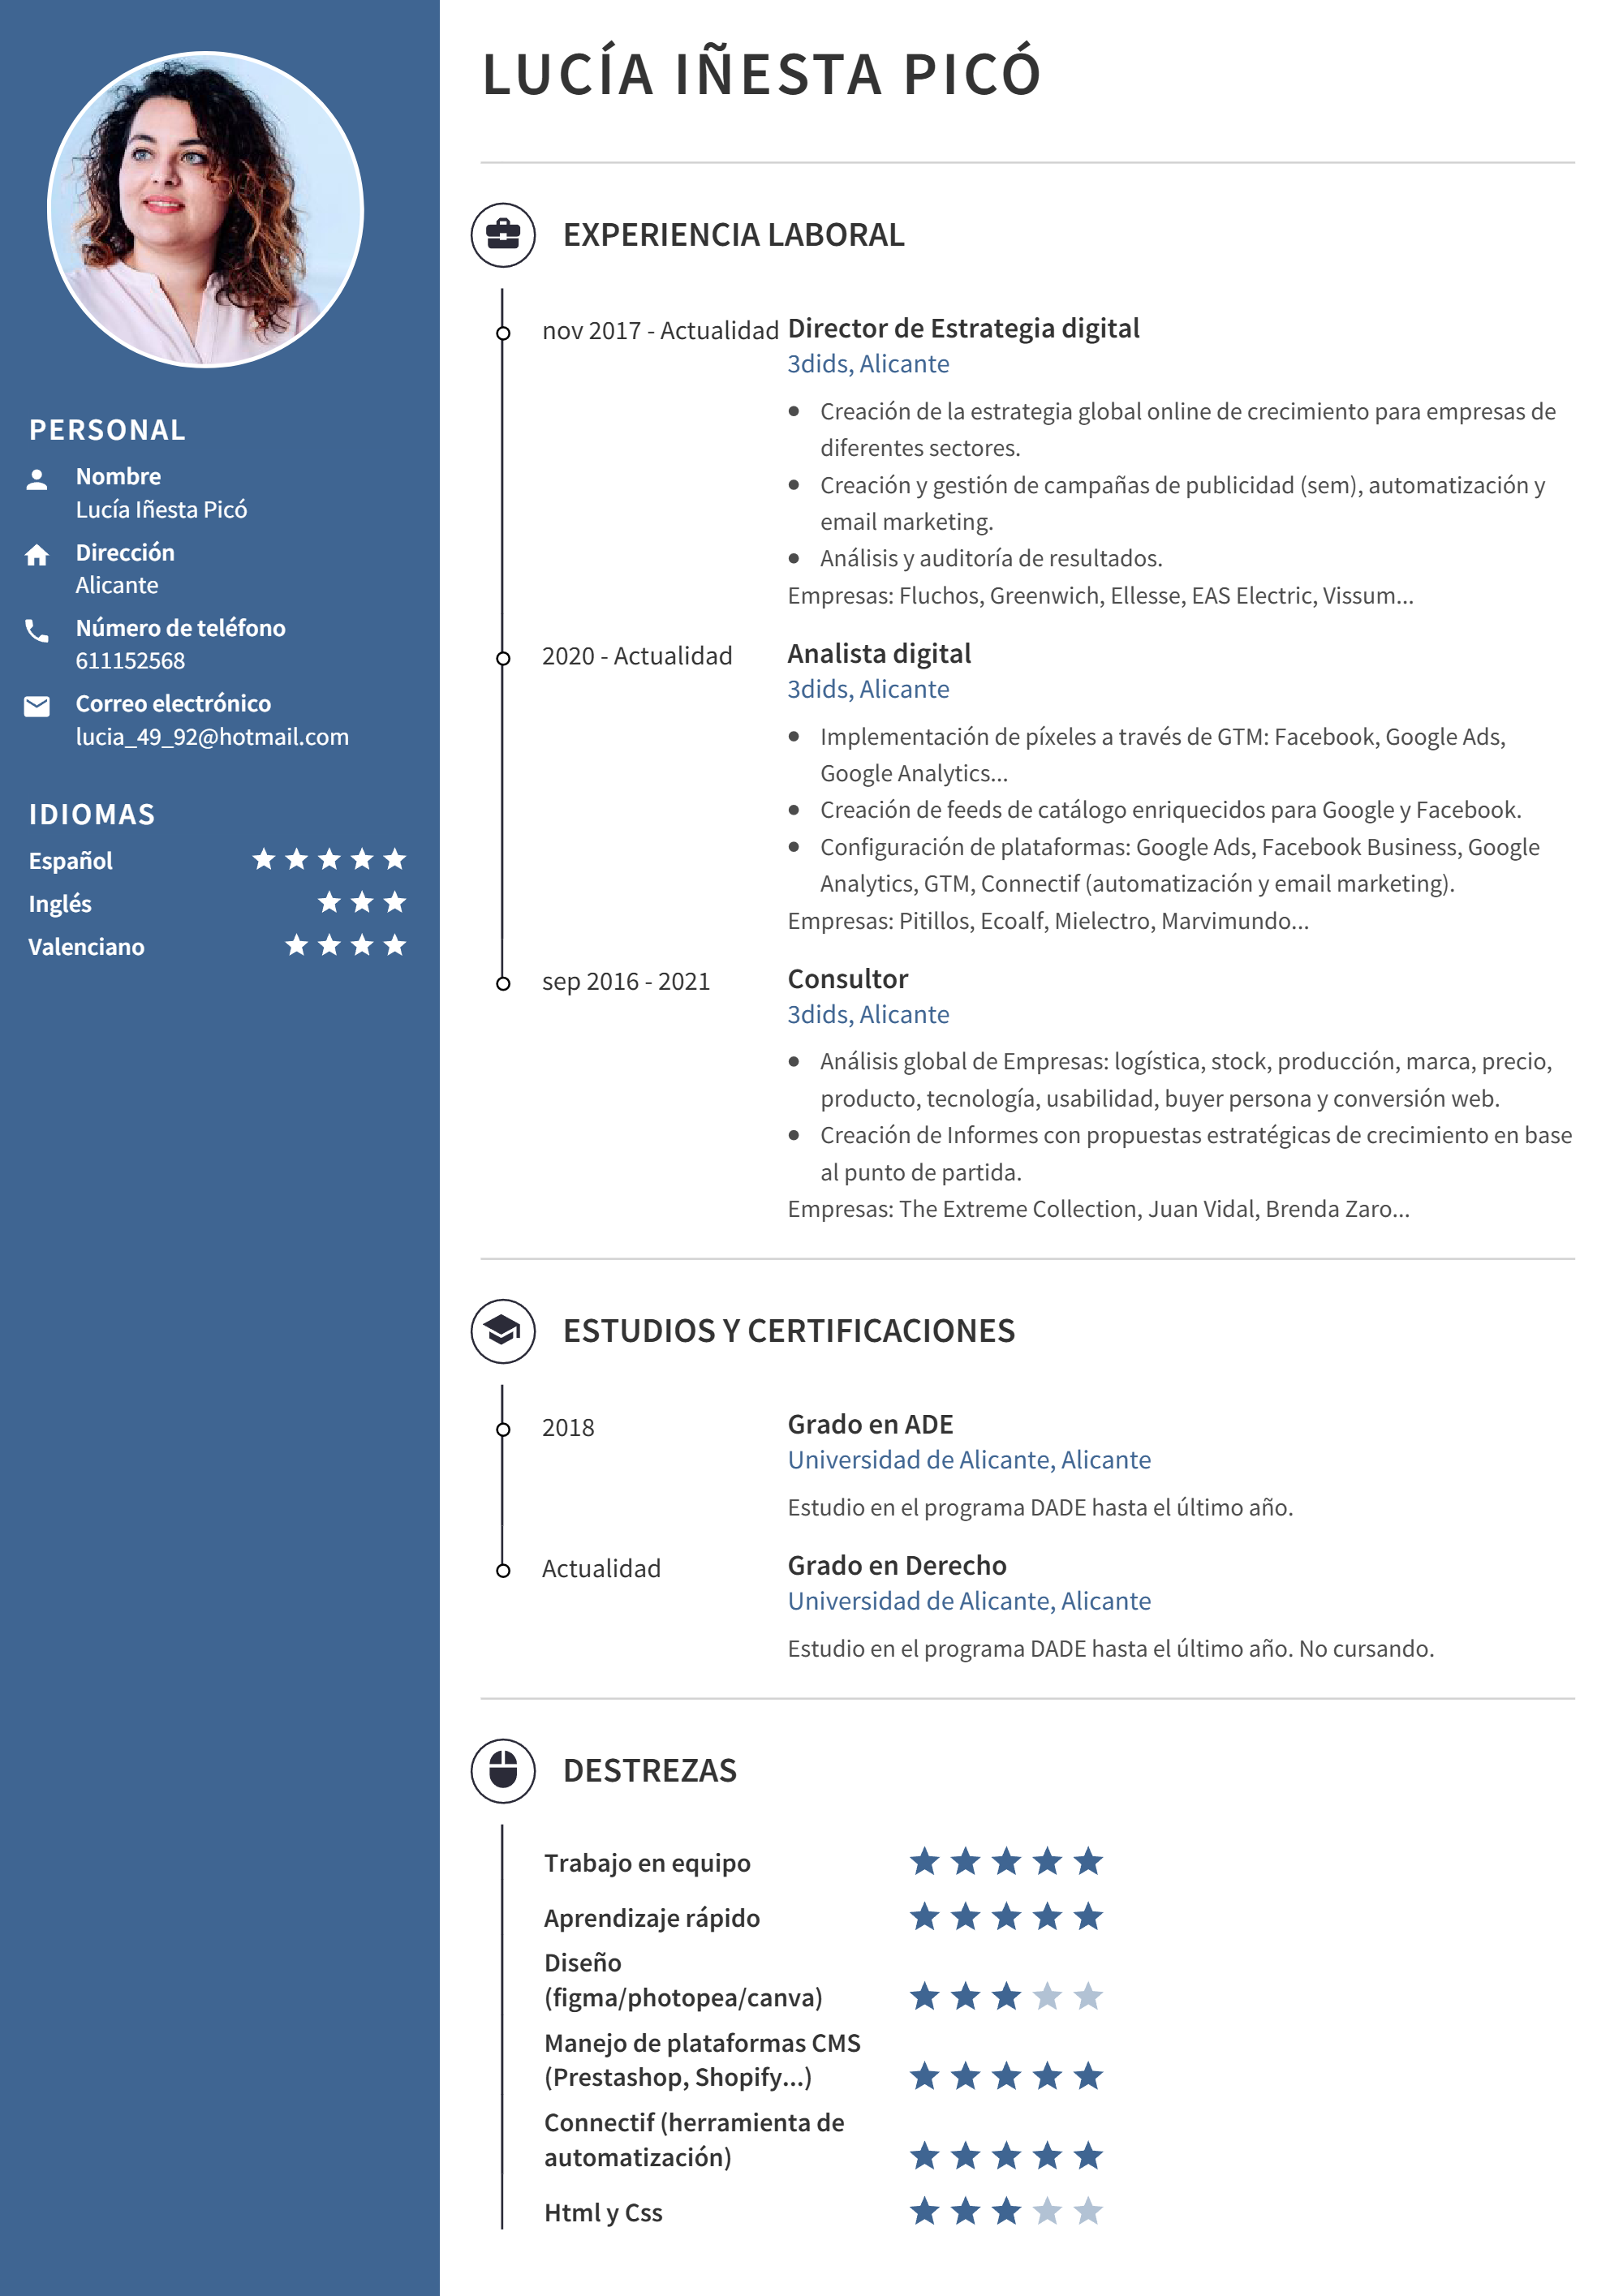 LUCÍA IÑESTA PICÓ
PERSONAL
Nombre
Lucía Iñesta Picó
Dirección
Alicante
Número de teléfono
611152568
Correo electrónico
lucia_49_92@hotmail.com
IDIOMAS
Español
Inglés
Valenciano
EXPERIENCIA LABORAL
nov 2017 - Actualidad
Director de Estrategia digital
3dids, Alicante
Creación de la estrategia global online de crecimiento para empresas de
diferentes sectores.
Creación y gestión de campañas de publicidad (sem), automatización y
email marketing.
Análisis y auditoría de resultados.
Empresas: Fluchos, Greenwich, Ellesse, EAS Electric, Vissum...
2020 - Actualidad
Analista digital
3dids, Alicante
Implementación de píxeles a través de GTM: Facebook, Google Ads,
Google Analytics...
Creación de feeds de catálogo enriquecidos para Google y Facebook.
Configuración de plataformas: Google Ads, Facebook Business, Google
Analytics, GTM, Connectif (automatización y email marketing).
Empresas: Pitillos, Ecoalf, Mielectro, Marvimundo...
sep 2016 - 2021
Consultor
3dids, Alicante
Análisis global de Empresas: logística, stock, producción, marca, precio,
producto, tecnología, usabilidad, buyer persona y conversión web.
Creación de Informes con propuestas estratégicas de crecimiento en base
al punto de partida.
Empresas: The Extreme Collection, Juan Vidal, Brenda Zaro...
ESTUDIOS Y CERTIFICACIONES
2018
Grado en ADE
Universidad de Alicante, Alicante
Estudio en el programa DADE hasta el último año.
Actualidad
Grado en Derecho
Universidad de Alicante, Alicante
Estudio en el programa DADE hasta el último año. No cursando.
DESTREZAS
Trabajo en equipo
Aprendizaje rápido
Diseño
(figma/photopea/canva)
Manejo de plataformas CMS
(Prestashop, Shopify...)
Connectif (herramienta de
automatización)
Html y Css